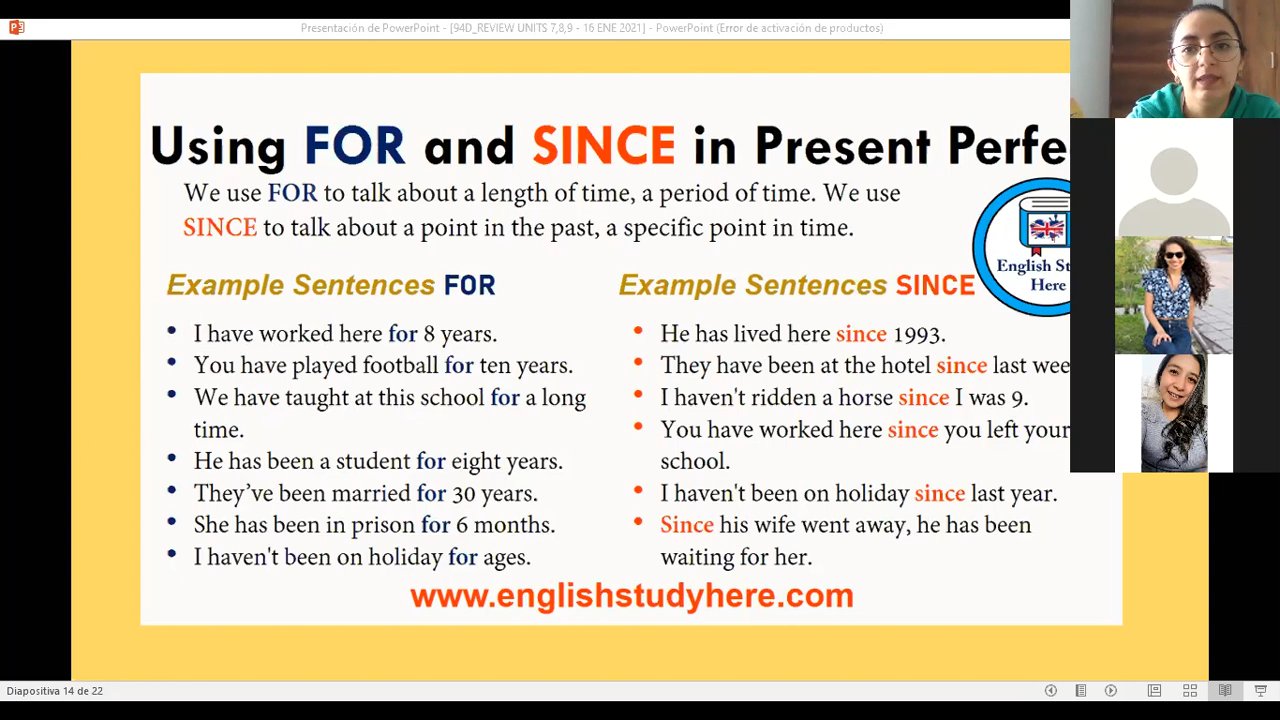 Presentación de PowerPoint - [94D_REVIEW UNITS 7,8,9 - 16 ENE 2021] - PowerPoint (Error de activación de productos)
Using FOR and SINCE in Present Perfe
We use FOR to talk about a length of time, a period of time. We use
SINCE to talk about a point in the past, a specific point in time.
English St
Here
Example Sentences FOR
• I have worked here for 8 years.
• You have played football for ten years.
• We have taught at this school for a long
time.
• He has been a student for eight years.
• They’ve been married for 30 years.
• She has been in prison for 6 months.
• I haven't been on holiday for ages.
Example Sentences SINCE
• He has lived here since 1993.
• They have been at the hotel since last wee
• I haven't ridden a horse since I was 9.
• You have worked here since you left your
school.
• I haven't been on holiday since last year.
• Since his wife went away, he has been
waiting for her.
www.englishstudyhere.com
Diapositiva 14 de 22